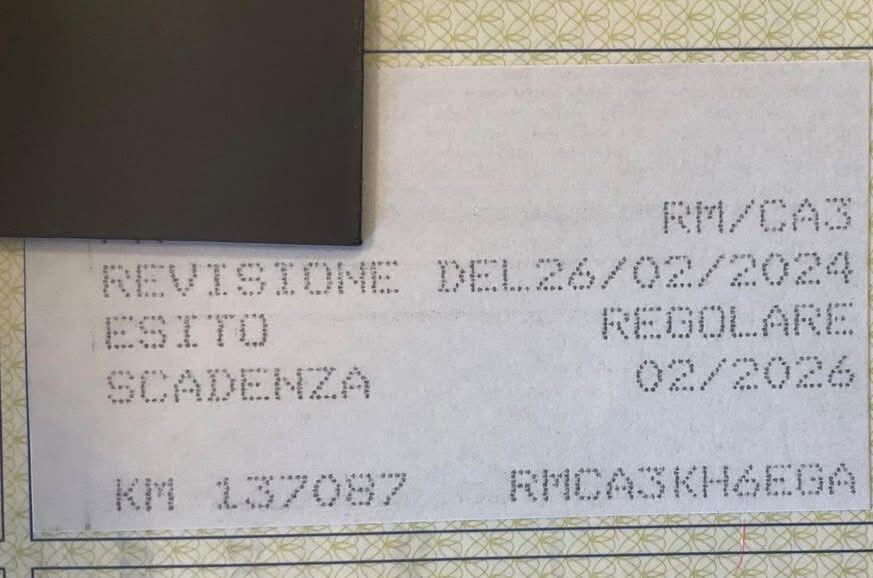 RM/CA3
REVISIONE DEL26/02/2024
ESITO REGOLARE
SCADENZA 02/2026
KM 137087 RMCA3KH6EGA